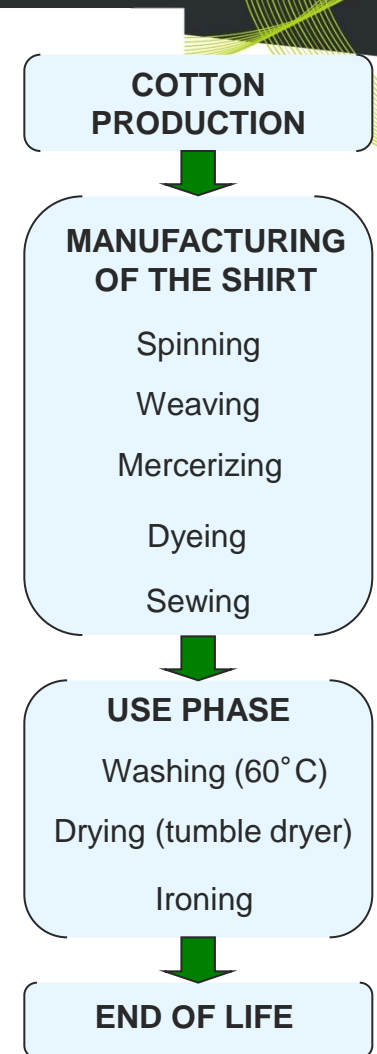 COTTON
PRODUCTION
MANUFACTURING
OF THE SHIRT
Spinning
Weaving
Mercerizing
Dyeing
Sewing
USE PHASE
Washing (60°C)
Drying (tumble dryer)
Ironing
END OF LIFE